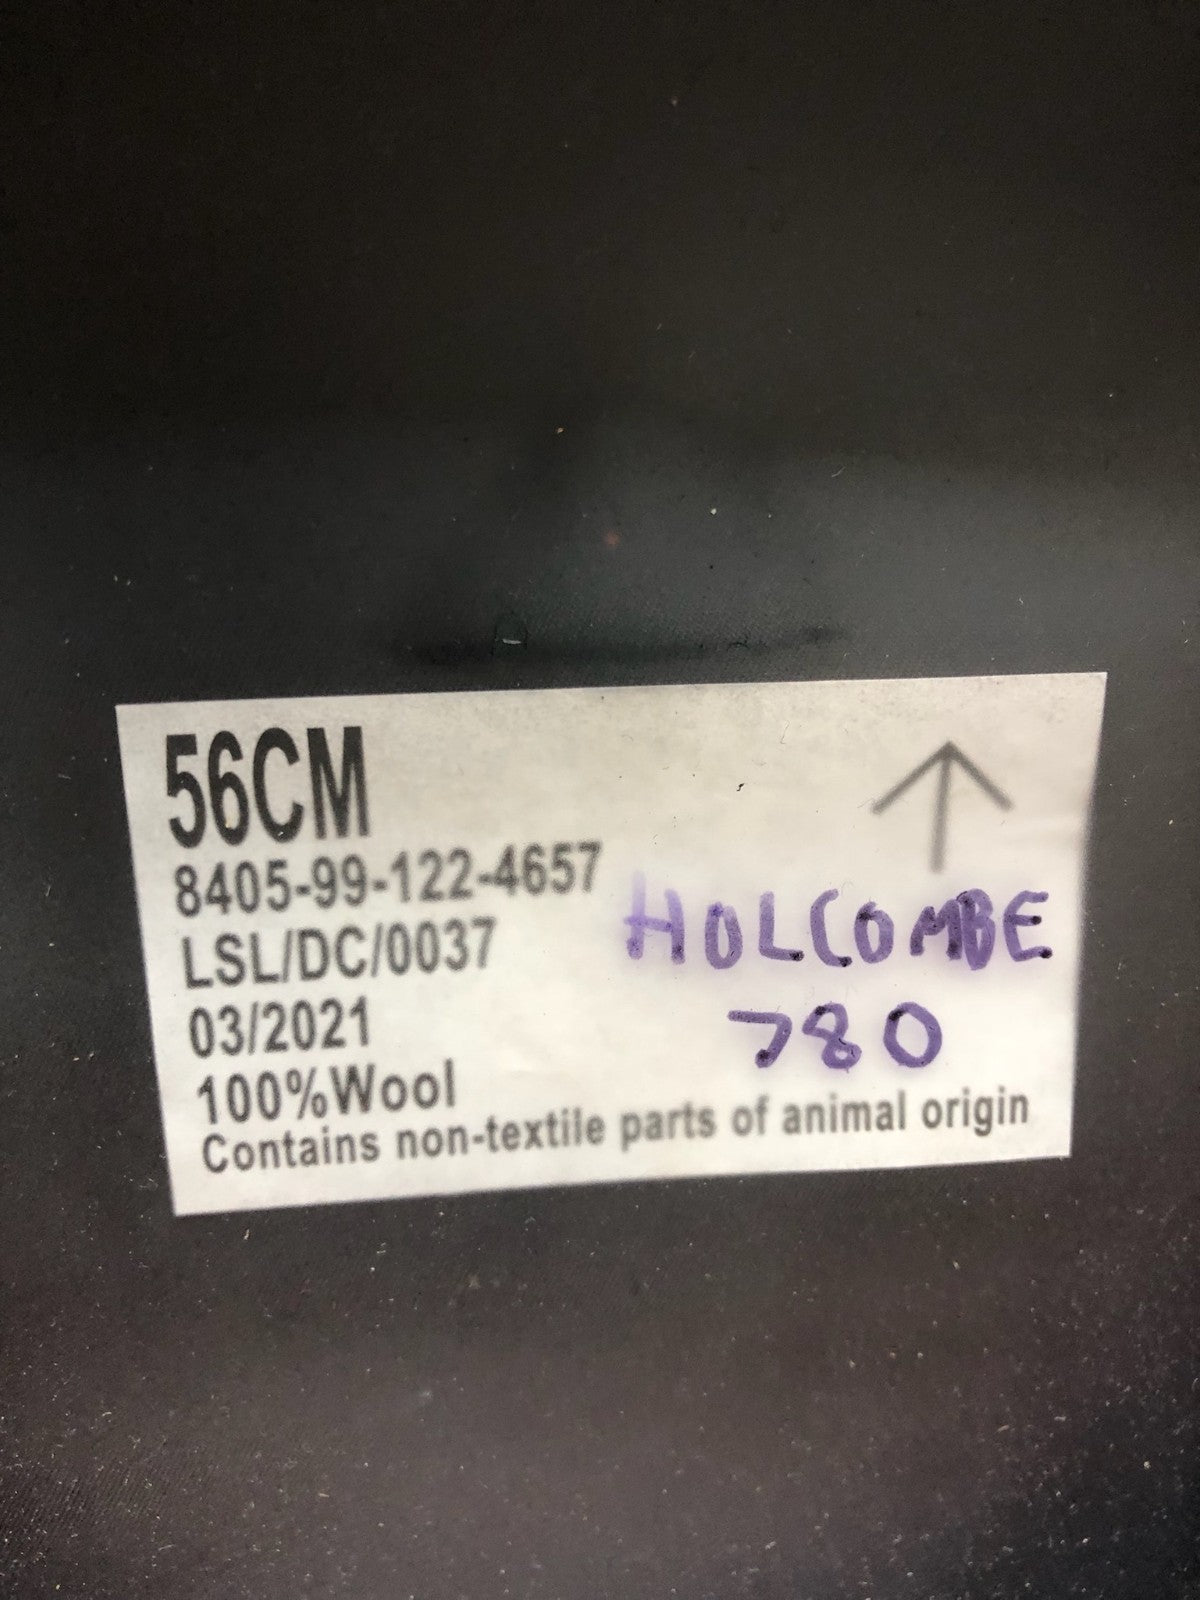 56CM
8405-99-122-4657
LSL/DC/0037
03/2021
100%Wool
Contains non-textile parts of animal origin
HOLCOMBE
780